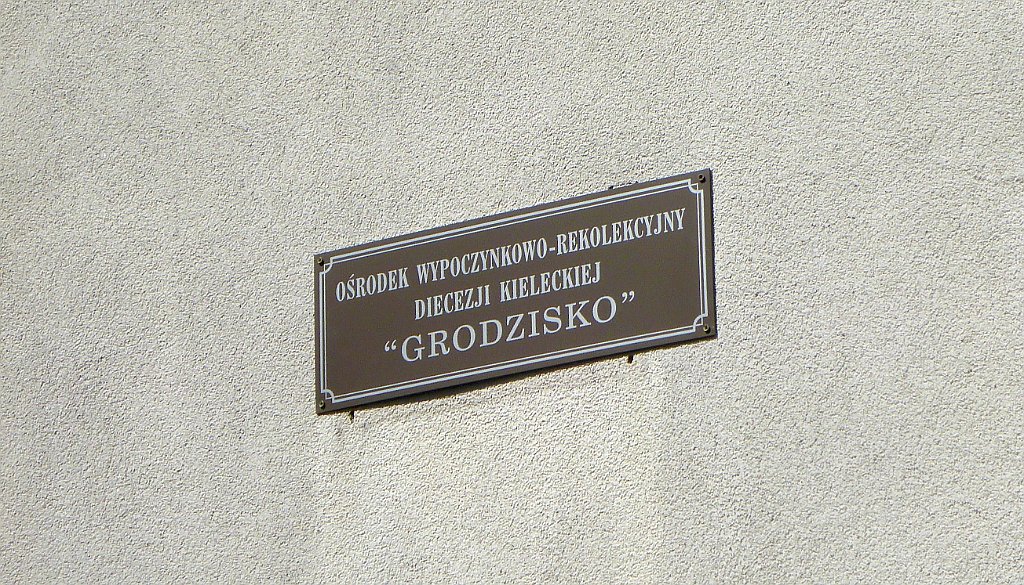 OŚRODEK WYPOCZYNKOWO-REKOLEKCYJNY
DIECEZJI KIELECKIEJ
“GRODZISKO”